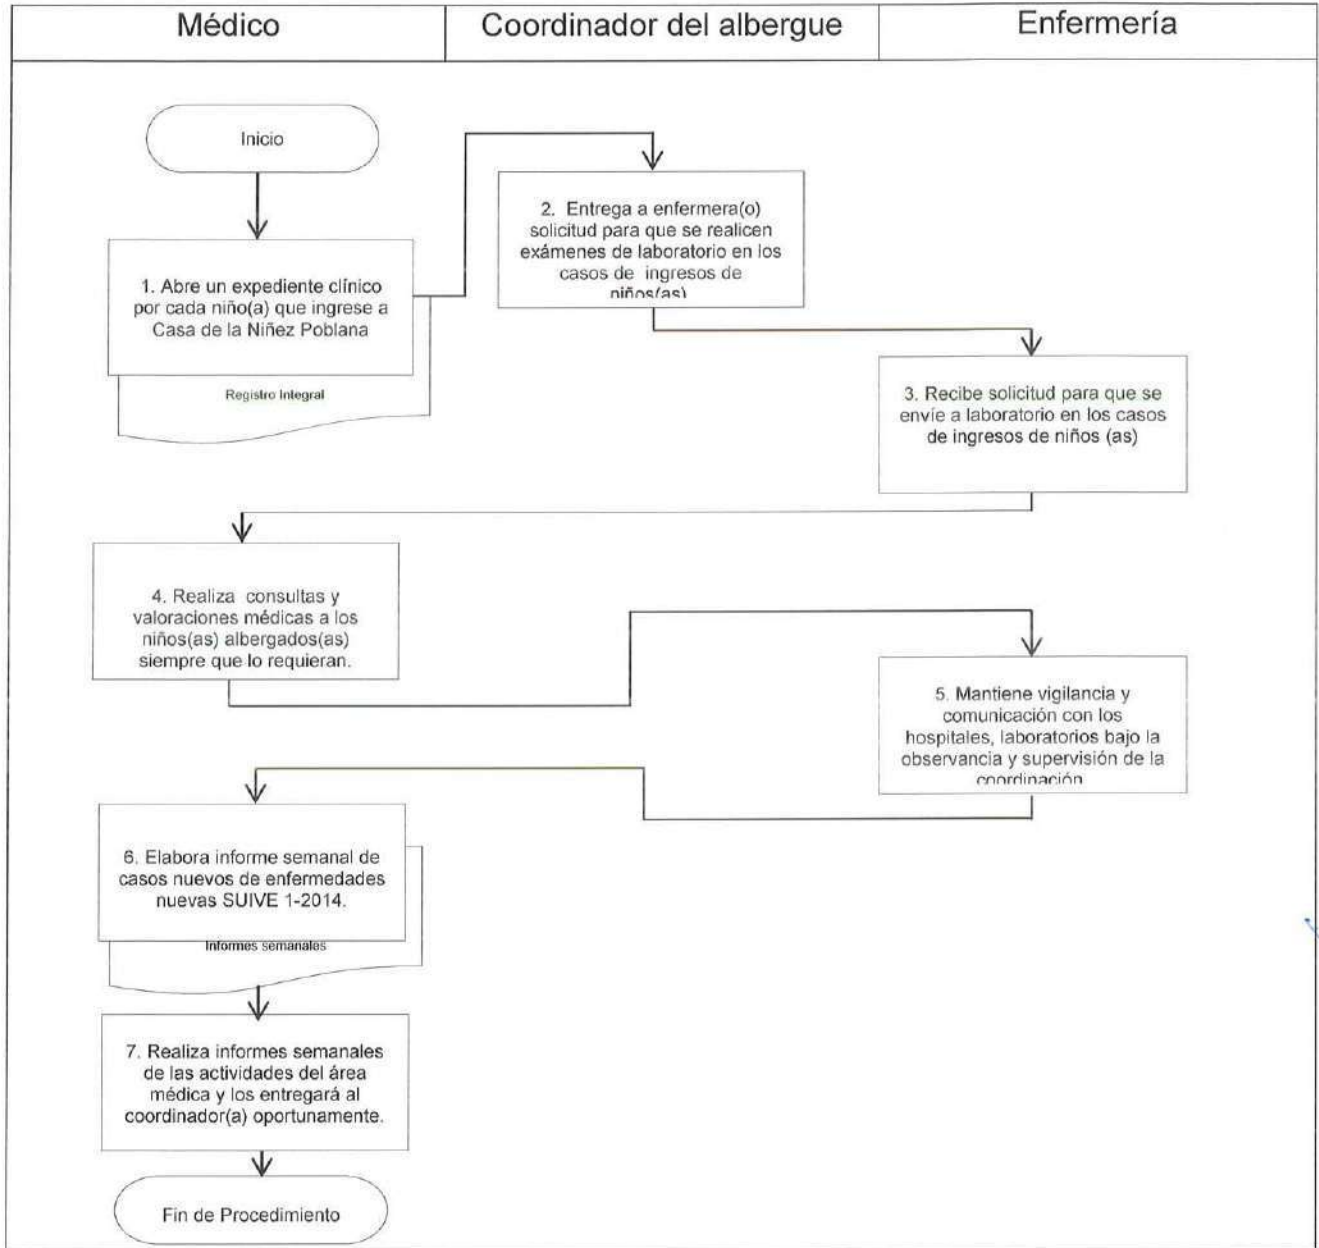 Médico
Coordinador del albergue
Enfermería
Inicio
1. Abre un expediente clínico
por cada niño(a) que ingrese a
Casa de la Niñez Poblana
Registro Integral
2. Entrega a enfermera(o)
solicitud para que se realicen
exámenes de laboratorio en los
casos de ingresos de
niños(as)
3. Recibe solicitud para que se
envíe a laboratorio en los casos
de ingresos de niños (as)
4. Realiza consultas y
valoraciones médicas a los
niños(as) albergados(as)
siempre que lo requieran.
5. Mantiene vigilancia y
comunicación con los
hospitales, laboratorios bajo la
observancia y supervisión de la
coordinación
6. Elabora informe semanal de
casos nuevos de enfermedades
nuevas SUIVE 1-2014.
Informes semanales
7. Realiza informes semanales
de las actividades del área
médica y los entregará al
coordinador(a) oportunamente.
Fin de Procedimiento